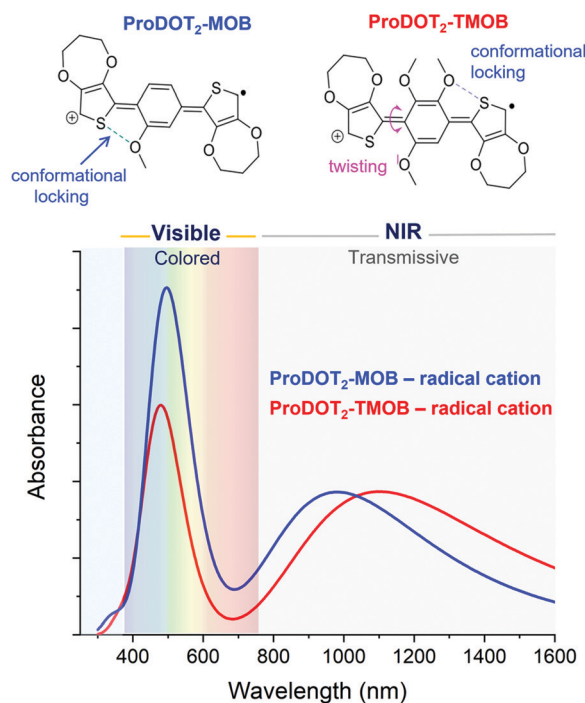 ProDOT₂-MOB
ProDOT₂-TMOB
conformational
locking
O
O
S
⊕
O
O
O
•
conformational
locking
O
O
O
O
S
⊕
O
O
O
•
S
twisting
Visible
NIR
Colored
Transmissive
ProDOT₂-MOB – radical cation
ProDOT₂-TMOB – radical cation
Absorbance
400
600
800
1000
1200
1400
1600
Wavelength (nm)